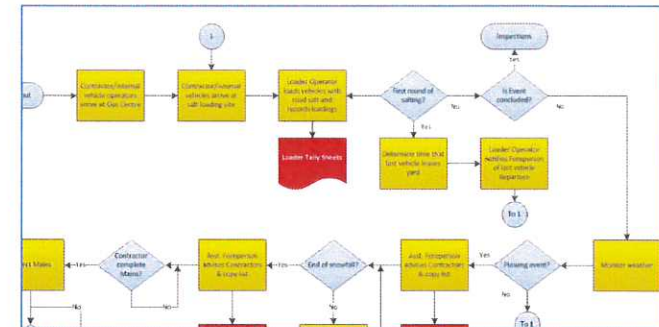 1
Inspections
Yes
out
Contractor/Internal
vehicle operators
arrive at Ops Centre
Contractor/Internal
vehicles arrive at
salt loading site
Loader Operator
loads vehicles with
road salt and
records loadings
First round of
salting?
No
Is Event
concluded?
No
Yes
Loader Tally Sheets
Determine time that
last vehicle leaves
yard
Loader Operator
notifies Foreperson
of last vehicle
departure
To L
Mains
Yes
Contractor
complete
Mains?
No
Asst. Foreperson
advises Contractors
& copy list
Yes
End of snowfall?
No
Asst. Foreperson
advises Contractors
& copy list
Yes
Plowing event?
No
Monitor weather
No
To L